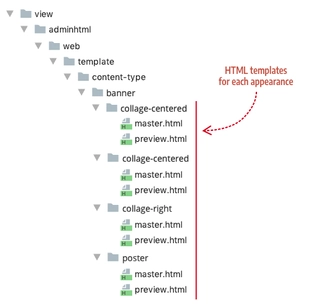 view
adminhtml
web
template
content-type
banner
collage-centered
master.html
preview.html
collage-centered
master.html
preview.html
collage-right
master.html
preview.html
poster
master.html
preview.html
HTML templates
for each appearance